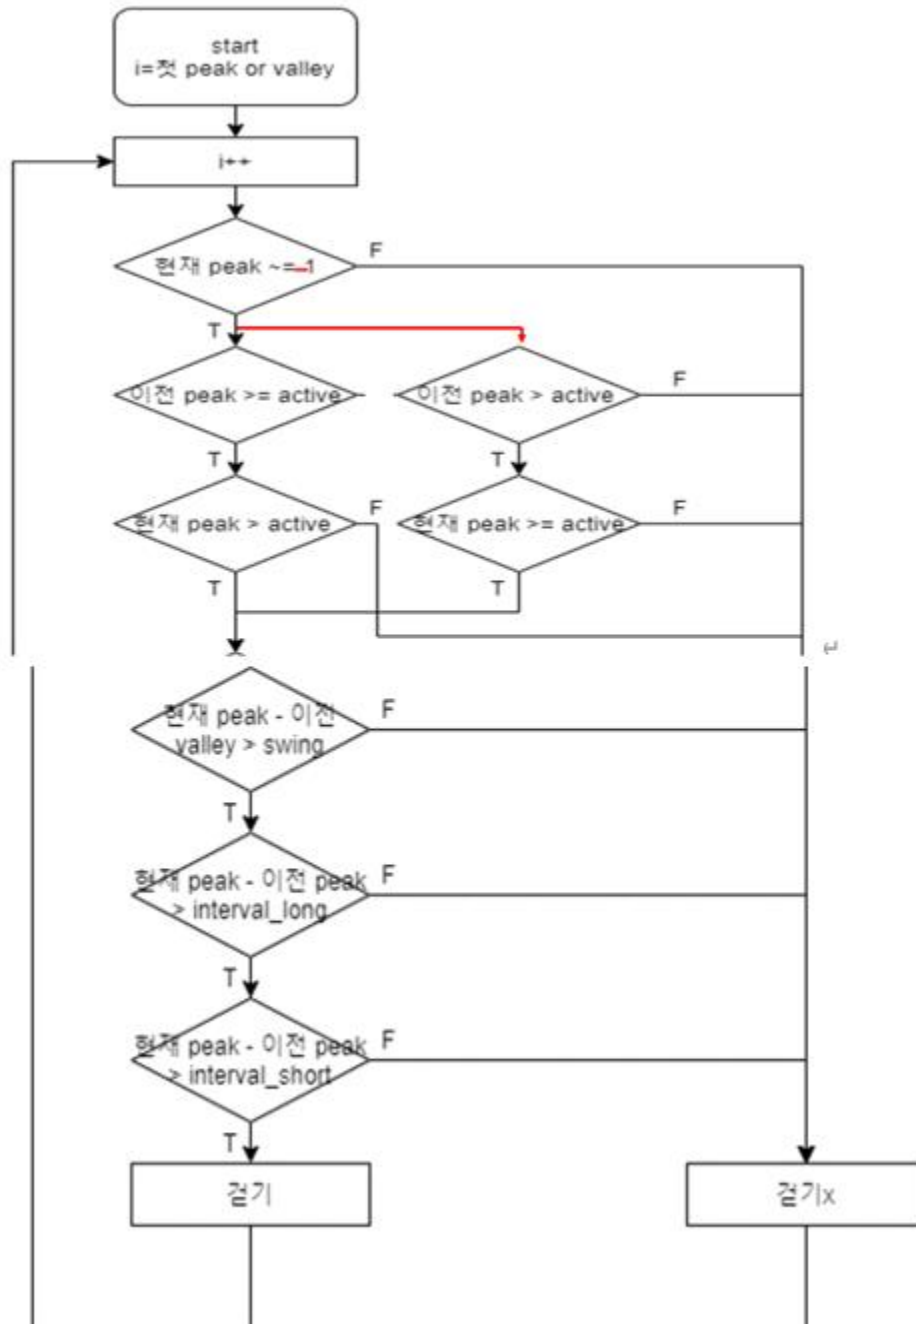 start
i=첫 peak or valley
i++
현재 peak ~= -1
F
T
이전 peak >= active
이전 peak > active
F
T
T
현재 peak > active
F
현재 peak >= active
F
T
T
현재 peak - 이전
valley > swing
F
T
현재 peak - 이전 peak
> interval_long
F
T
현재 peak - 이전 peak
> interval_short
F
T
걷기
걷기x